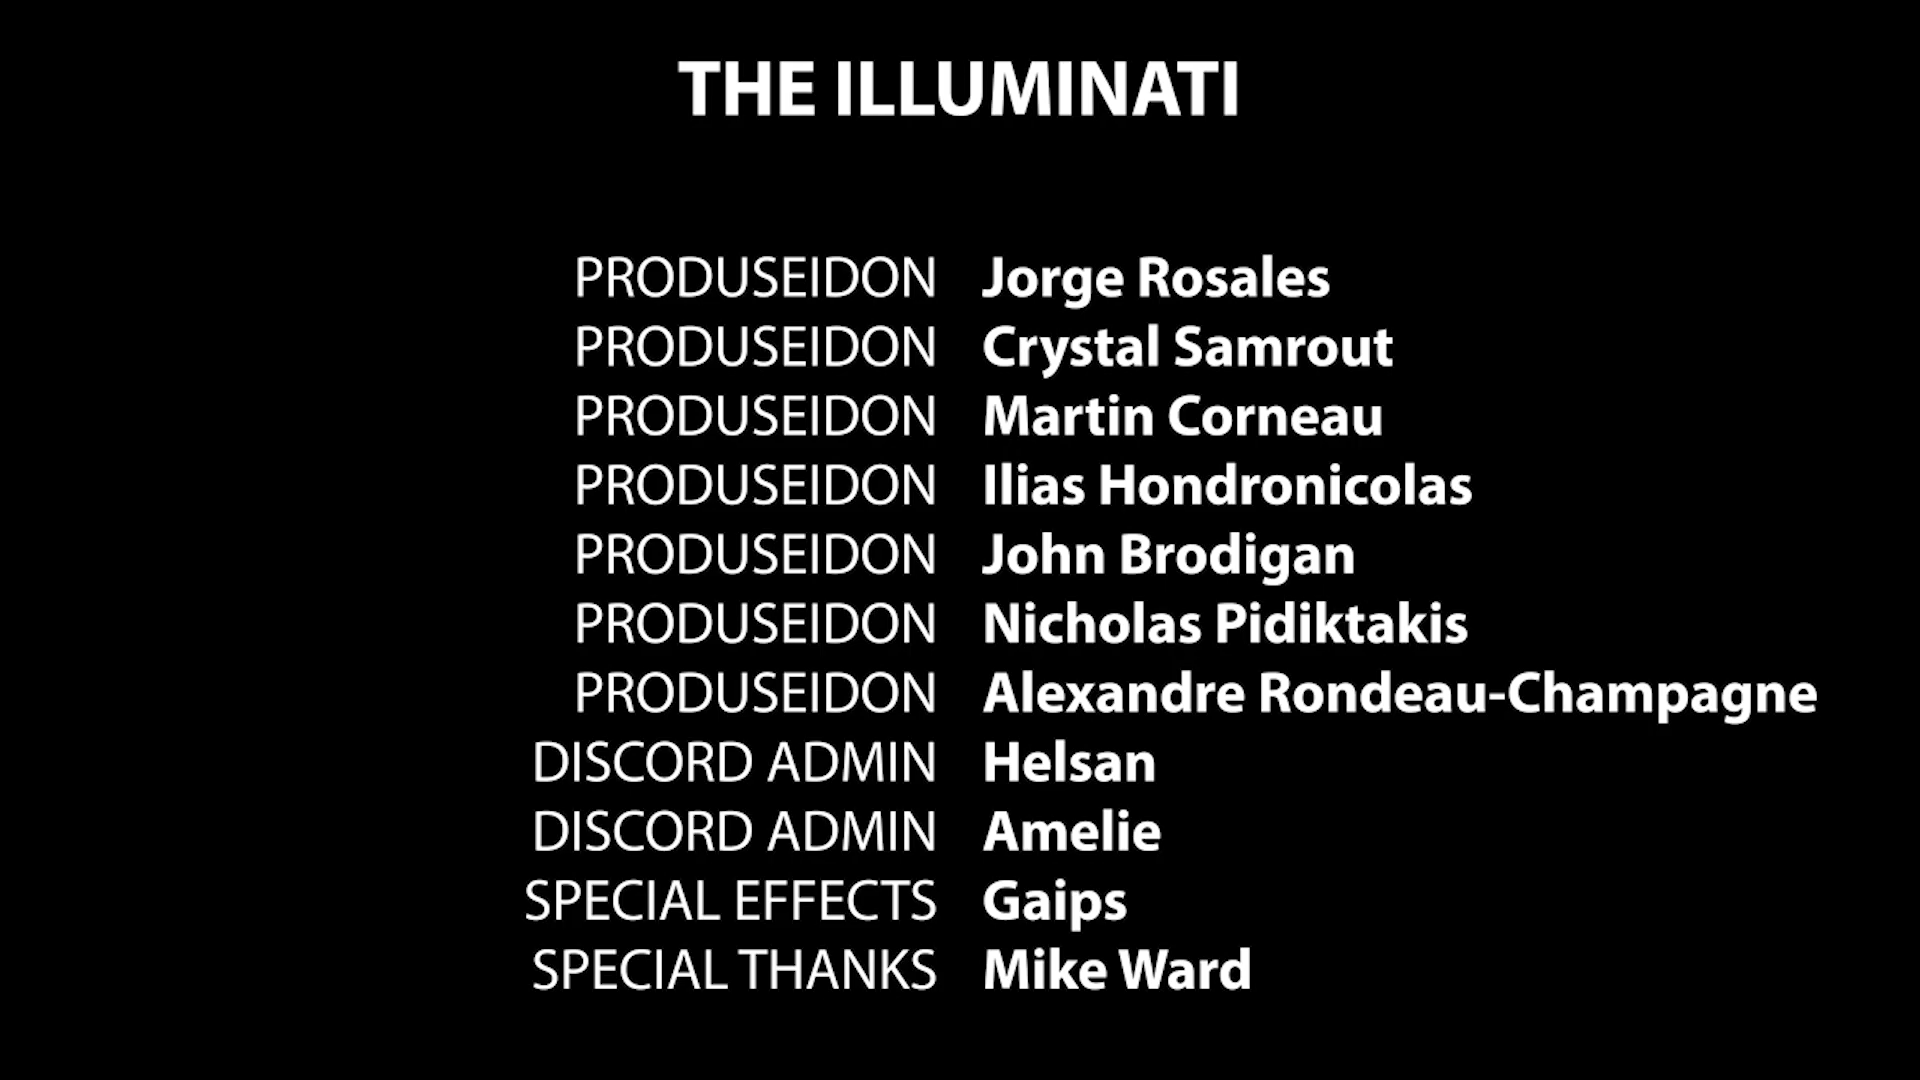 THE ILLUMINATI
PRODUSEIDON Jorge Rosales
PRODUSEIDON Crystal Samrout
PRODUSEIDON Martin Corneau
PRODUSEIDON Ilias Hondronicolas
PRODUSEIDON John Brodigan
PRODUSEIDON Nicholas Pidiktakis
PRODUSEIDON Alexandre Rondeau-Champagne
DISCORD ADMIN Helsan
DISCORD ADMIN Amelie
SPECIAL EFFECTS Gaips
SPECIAL THANKS Mike Ward